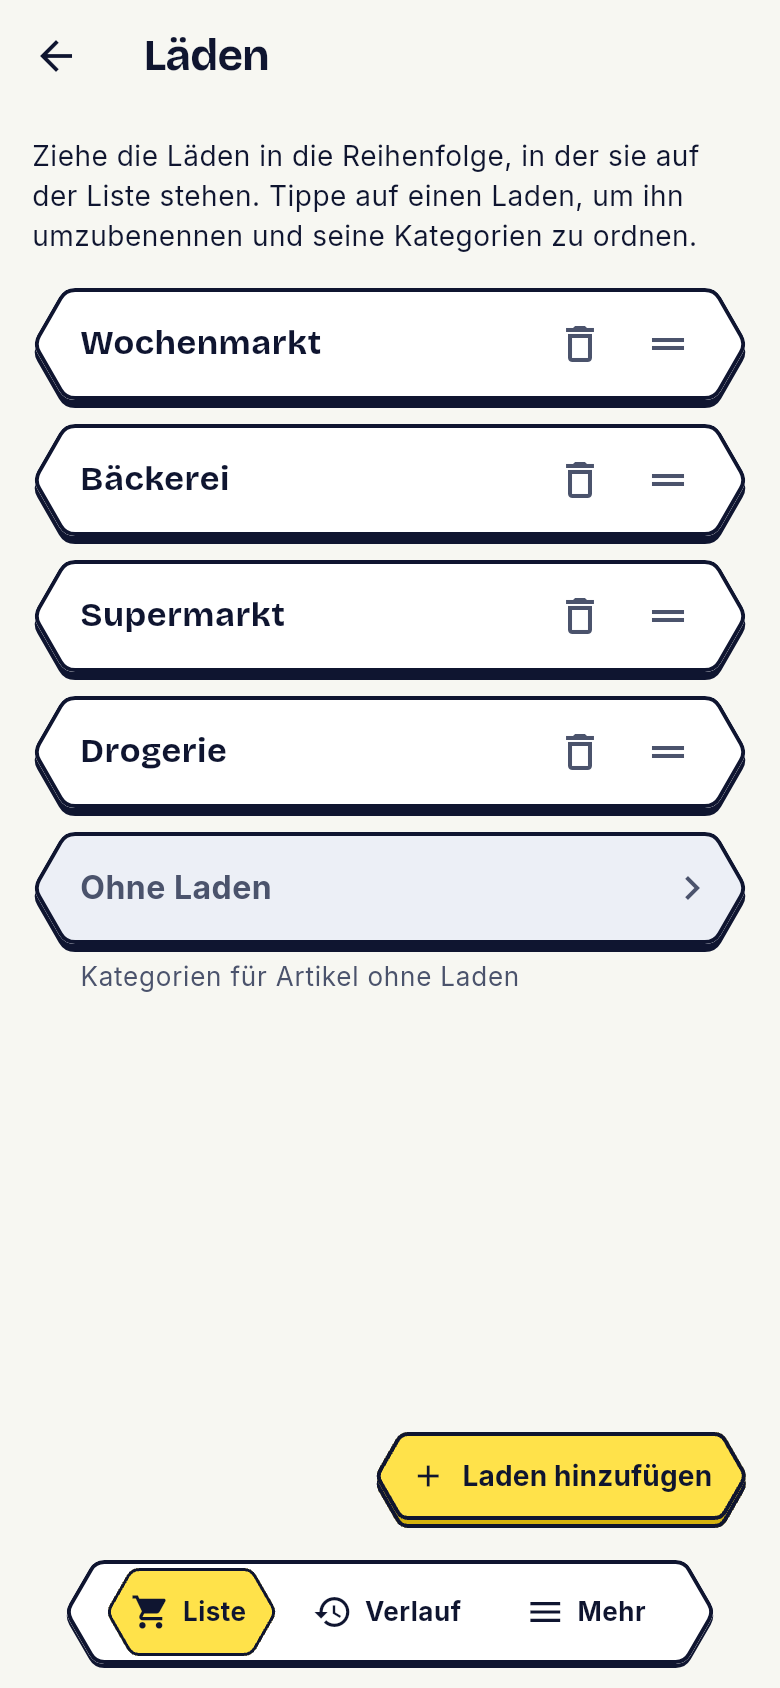 Läden
Ziehe die Läden in die Reihenfolge, in der sie auf
der Liste stehen. Tippe auf einen Laden, um ihn
umzubenennen und seine Kategorien zu ordnen.
Wochenmarkt
Bäckerei
Supermarkt
Drogerie
Ohne Laden
Kategorien für Artikel ohne Laden
Laden hinzufügen
Liste
Verlauf
Mehr